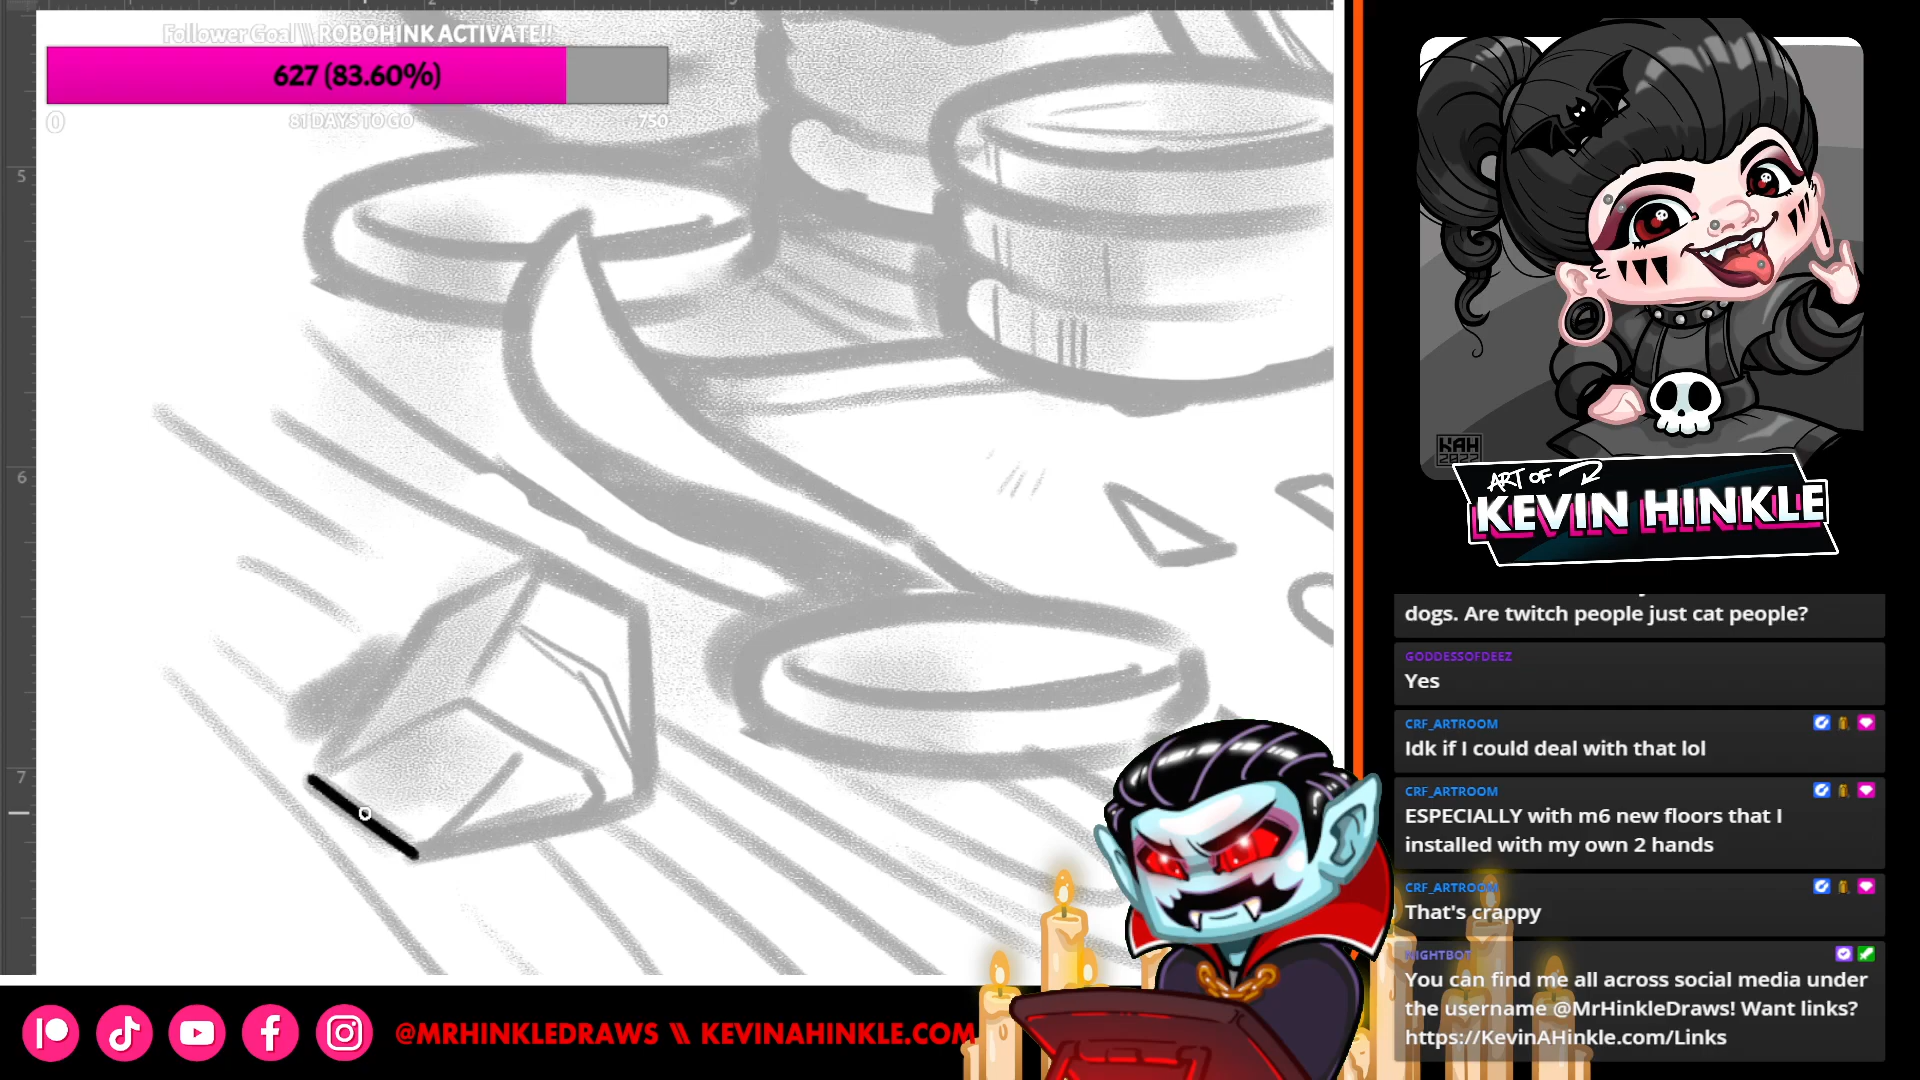 Follower Goal \\ ROBOHINK ACTIVATE!!
627 (83.60%)
0
81 DAYS TO GO
750
5
6
7
KAH
2022
ART OF
KEVIN HINKLE
dogs. Are twitch people just cat people?
GODDESSOFDEEZ
Yes
CRF_ARTROOM
Idk if I could deal with that lol
CRF_ARTROOM
ESPECIALLY with m6 new floors that I
installed with my own 2 hands
CRF_ARTROOM
That's crappy
NIGHTBOT
You can find me all across social media under
the username @MrHinkleDraws! Want links?
https://KevinAHinkle.com/Links
@MRHINKLEDRAWS \\ KEVINAHINKLE.COM